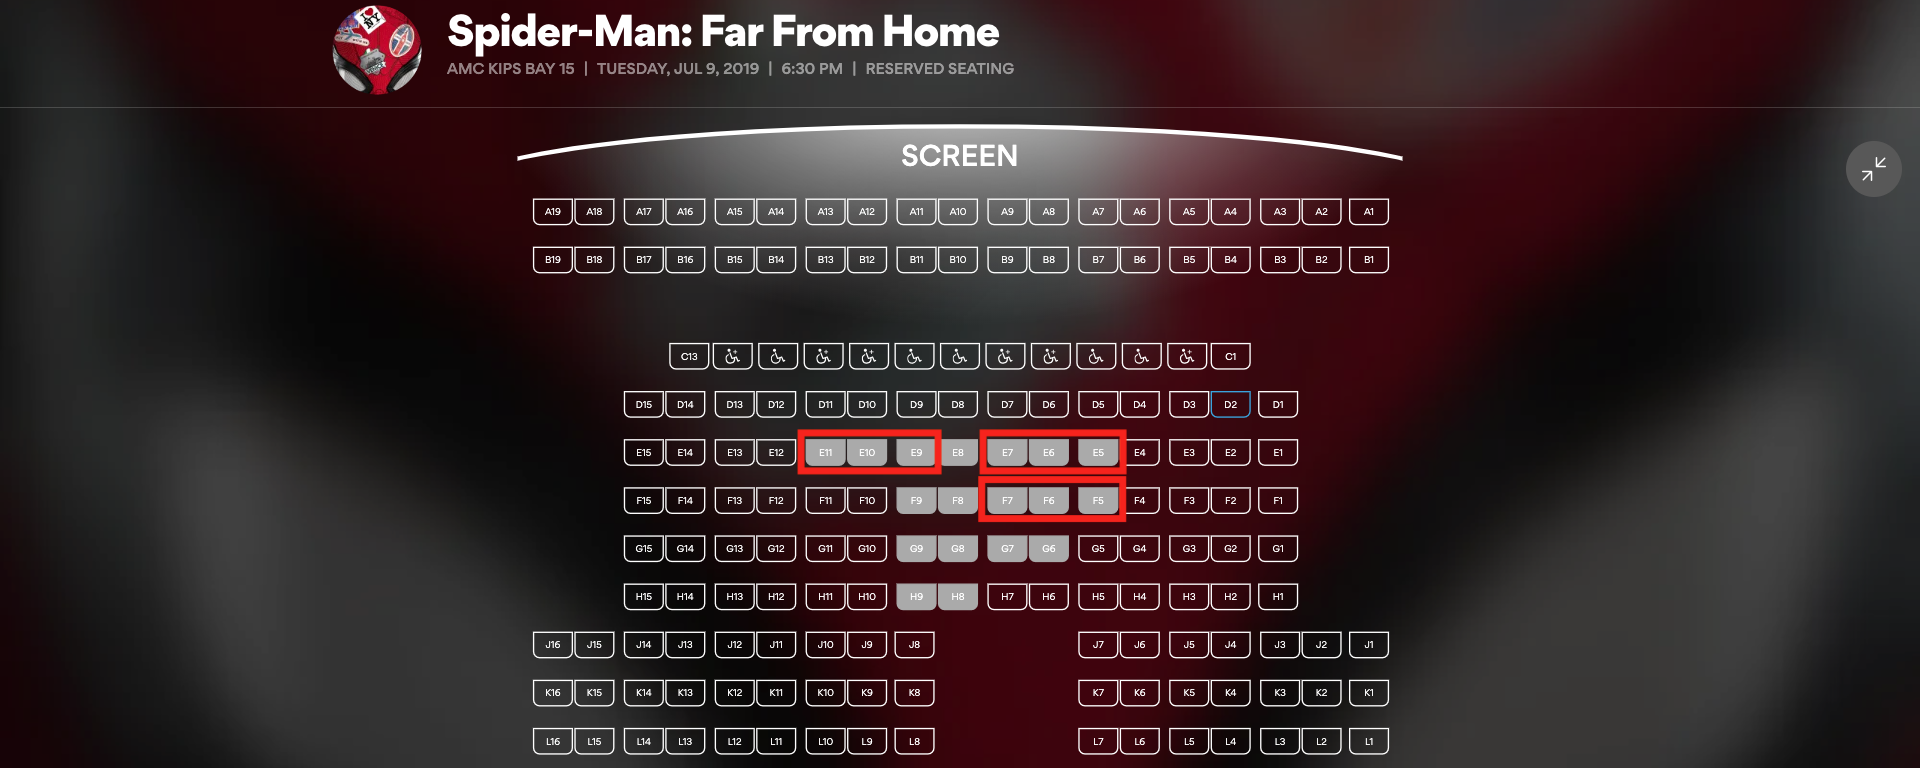 I ♥ NY
Spider-Man: Far From Home
AMC KIPS BAY 15 | TUESDAY, JUL 9, 2019 | 6:30 PM | RESERVED SEATING
SCREEN
A19 A18 A17 A16 A15 A14 A13 A12 A11 A10 A9 A8 A7 A6 A5 A4 A3 A2 A1
B19 B18 B17 B16 B15 B14 B13 B12 B11 B10 B9 B8 B7 B6 B5 B4 B3 B2 B1
C13 C1
D15 D14 D13 D12 D11 D10 D9 D8 D7 D6 D5 D4 D3 D2 D1
E15 E14 E13 E12 E11 E10 E9 E8 E7 E6 E5 E4 E3 E2 E1
F15 F14 F13 F12 F11 F10 F9 F8 F7 F6 F5 F4 F3 F2 F1
G15 G14 G13 G12 G11 G10 G9 G8 G7 G6 G5 G4 G3 G2 G1
H15 H14 H13 H12 H11 H10 H9 H8 H7 H6 H5 H4 H3 H2 H1
J16 J15 J14 J13 J12 J11 J10 J9 J8 J7 J6 J5 J4 J3 J2 J1
K16 K15 K14 K13 K12 K11 K10 K9 K8 K7 K6 K5 K4 K3 K2 K1
L16 L15 L14 L13 L12 L11 L10 L9 L8 L7 L6 L5 L4 L3 L2 L1